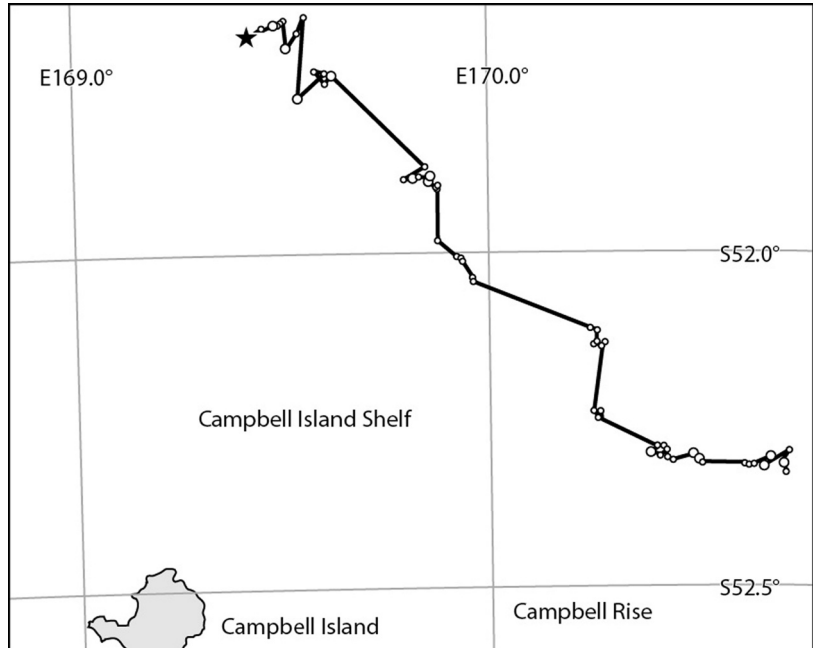 E169.0°
E170.0°
S52.0°
Campbell Island Shelf
S52.5°
Campbell Rise
Campbell Island